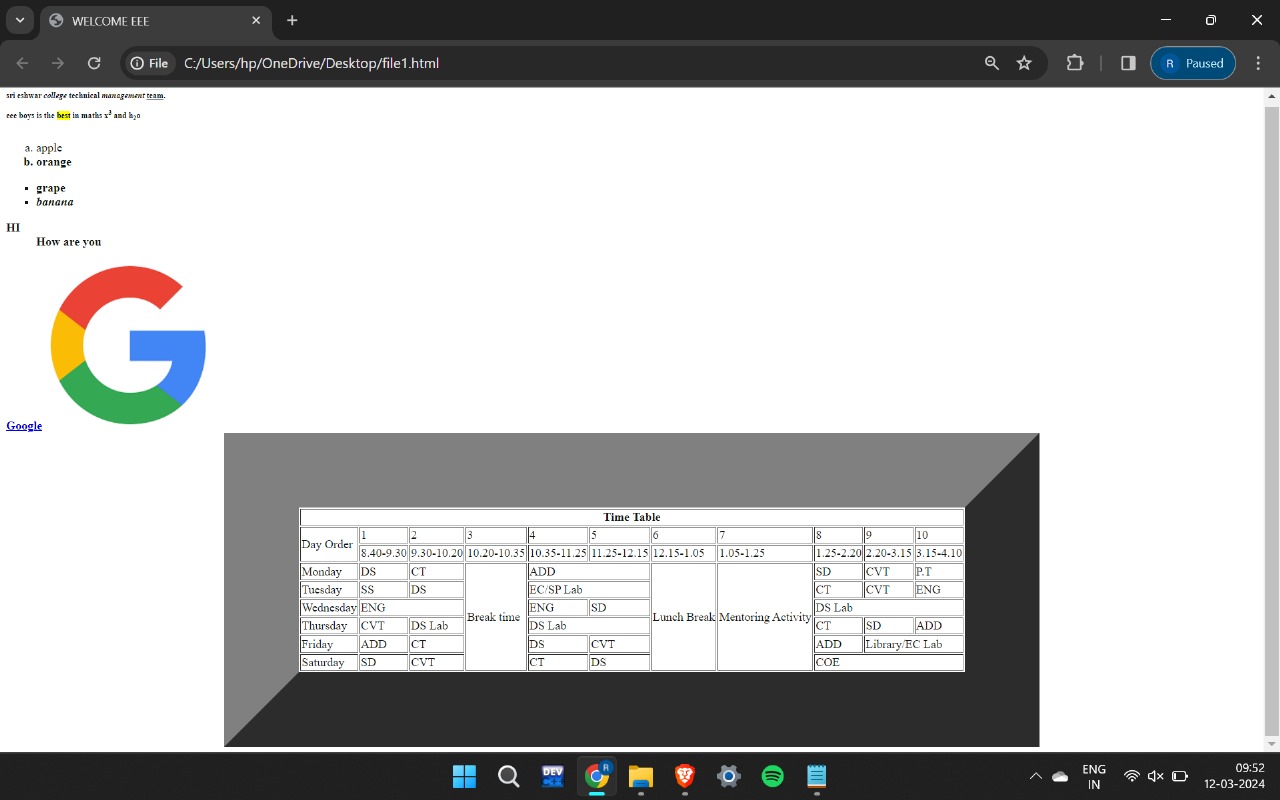 WELCOME EEE
File C:/Users/hp/OneDrive/Desktop/file1.html R Paused
sri eshwar college technical management team.
eee boys is the best in maths x³ and h₂o
a. apple
b. orange
▪ grape
▪ banana
HI
How are you
Google
Time Table
Day Order 1 2 3 4 5 6 7 8 9 10
8.40-9.30 9.30-10.20 10.20-10.35 10.35-11.25 11.25-12.15 12.15-1.05 1.05-1.25 1.25-2.20 2.20-3.15 3.15-4.10
Monday DS CT Break time ADD Lunch Break Mentoring Activity SD CVT P.T
Tuesday SS DS EC/SP Lab CT CVT ENG
Wednesday ENG ENG SD DS Lab
Thursday CVT DS Lab DS Lab CT SD ADD
Friday ADD CT DS CVT ADD Library/EC Lab
Saturday SD CVT CT DS COE
DEV C++ R ENG IN 09:52 12-03-2024